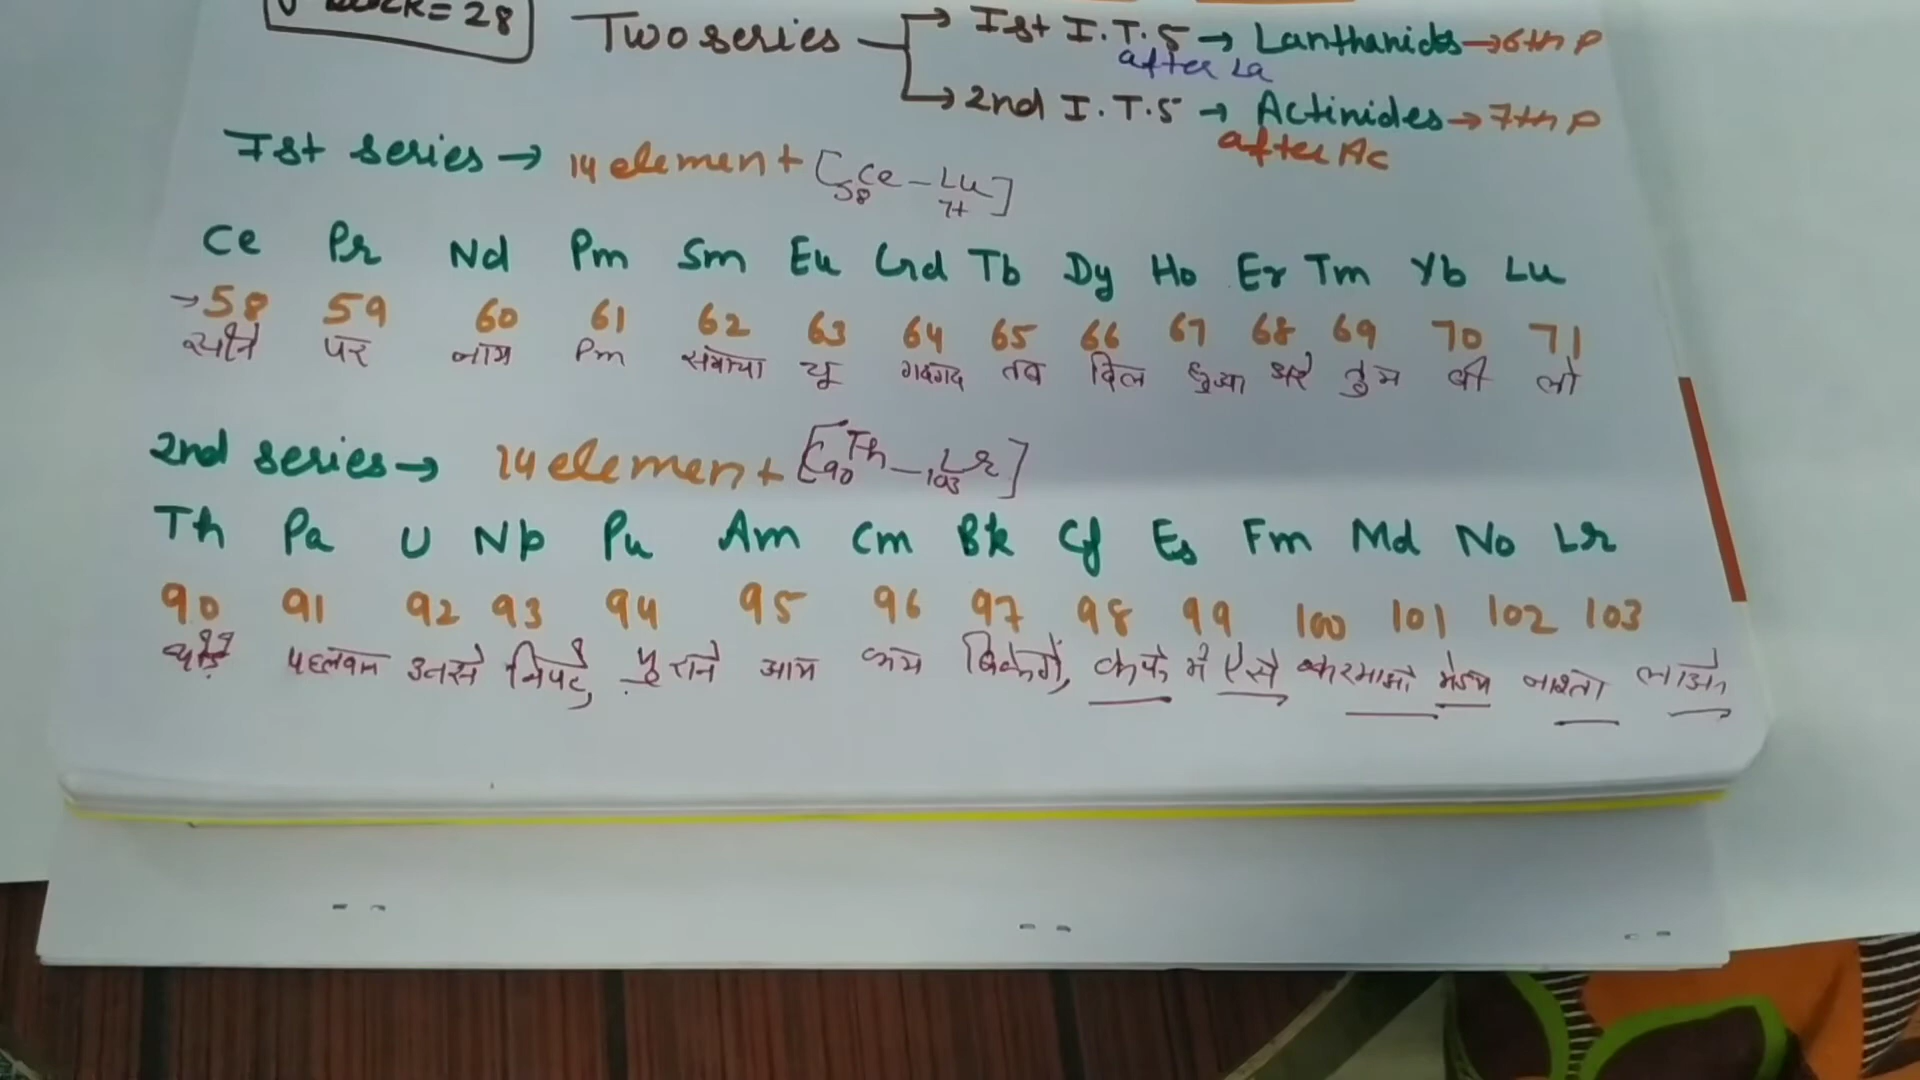 block = 28 Two series → Ist I.T.S → Lanthanids → 6th P
after La
→ 2nd I.T.S → Actinides → 7th P
after Ac
Ist series → 14 element [58Ce – Lu71]
Ce Pr Nd Pm Sm Eu Gd Tb Dy Ho Er Tm Yb Lu
→ 58 59 60 61 62 63 64 65 66 67 68 69 70 71
सीने पर नाम Pm समाया यू गदगद तब दिल हुआ अरे तुम बी लो
2nd series → 14 element [90Th – 103Lr]
Th Pa U Np Pu Am Cm Bk Cf Es Fm Md No Lr
90 91 92 93 94 95 96 97 98 99 100 101 102 103
थोड़े उनसे निपटे, पुराने आम कम बिकेगें, कैफे में ऐसे फरमाओ मेडम नाश्ता लाओ